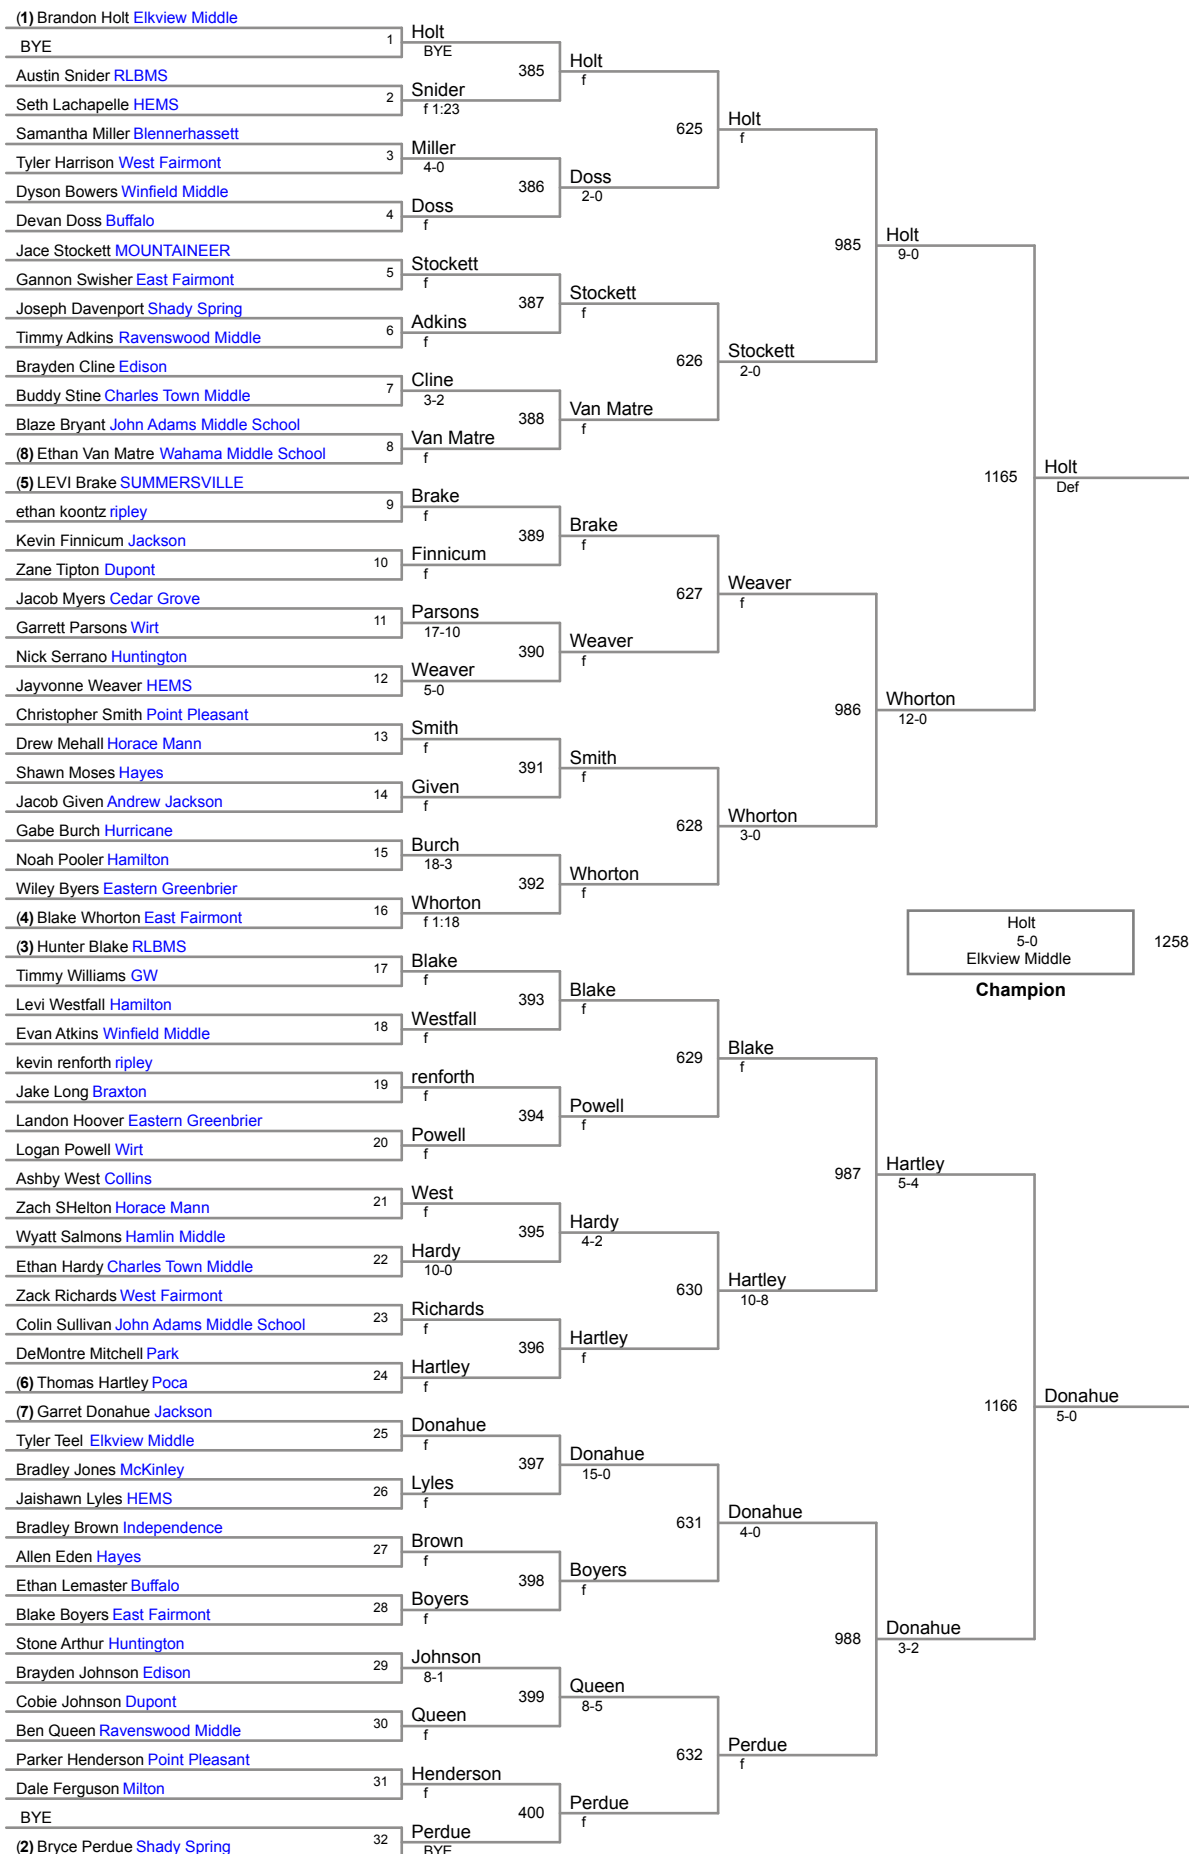 (1) Brandon Holt Elkview Middle
BYE
1
Holt
BYE
Austin Snider RLBMS
Seth Lachapelle HEMS
2
Snider
f 1:23
385
Holt
f
Samantha Miller Blennerhassett
Tyler Harrison West Fairmont
3
Miller
4-0
Dyson Bowers Winfield Middle
Devan Doss Buffalo
4
Doss
f
386
Doss
2-0
625
Holt
f
Jace Stockett MOUNTAINEER
Gannon Swisher East Fairmont
5
Stockett
f
Joseph Davenport Shady Spring
Timmy Adkins Ravenswood Middle
6
Adkins
f
387
Stockett
f
Brayden Cline Edison
Buddy Stine Charles Town Middle
7
Cline
3-2
Blaze Bryant John Adams Middle School
(8) Ethan Van Matre Wahama Middle School
8
Van Matre
f
388
Van Matre
f
626
Stockett
2-0
985
Holt
9-0
(5) LEVI Brake SUMMERSVILLE
ethan koontz ripley
9
Brake
f
Kevin Finnicum Jackson
Zane Tipton Dupont
10
Finnicum
f
389
Brake
f
Jacob Myers Cedar Grove
Garrett Parsons Wirt
11
Parsons
17-10
Nick Serrano Huntington
Jayvonne Weaver HEMS
12
Weaver
5-0
390
Weaver
f
627
Weaver
f
Christopher Smith Point Pleasant
Drew Mehall Horace Mann
13
Smith
f
Shawn Moses Hayes
Jacob Given Andrew Jackson
14
Given
f
391
Smith
f
Gabe Burch Hurricane
Noah Pooler Hamilton
15
Burch
18-3
Wiley Byers Eastern Greenbrier
(4) Blake Whorton East Fairmont
16
Whorton
f 1:18
392
Whorton
f
628
Whorton
3-0
986
Whorton
12-0
1165
Holt
Def
(3) Hunter Blake RLBMS
Timmy Williams GW
17
Blake
f
Levi Westfall Hamilton
Evan Atkins Winfield Middle
18
Westfall
f
393
Blake
f
kevin renforth ripley
Jake Long Braxton
19
renforth
f
Landon Hoover Eastern Greenbrier
Logan Powell Wirt
20
Powell
f
394
Powell
f
629
Blake
f
Ashby West Collins
Zach SHelton Horace Mann
21
West
f
Wyatt Salmons Hamlin Middle
Ethan Hardy Charles Town Middle
22
Hardy
10-0
395
Hardy
4-2
Zack Richards West Fairmont
Colin Sullivan John Adams Middle School
23
Richards
f
DeMontre Mitchell Park
(6) Thomas Hartley Poca
24
Hartley
f
396
Hartley
f
630
Hartley
10-8
987
Hartley
5-4
(7) Garret Donahue Jackson
Tyler Teel Elkview Middle
25
Donahue
f
Bradley Jones McKinley
Jaishawn Lyles HEMS
26
Lyles
f
397
Donahue
15-0
Bradley Brown Independence
Allen Eden Hayes
27
Brown
f
Ethan Lemaster Buffalo
Blake Boyers East Fairmont
28
Boyers
f
398
Boyers
f
631
Donahue
4-0
Stone Arthur Huntington
Brayden Johnson Edison
29
Johnson
8-1
Cobie Johnson Dupont
Ben Queen Ravenswood Middle
30
Queen
f
399
Queen
8-5
Parker Henderson Point Pleasant
Dale Ferguson Milton
31
Henderson
f
BYE
(2) Bryce Perdue Shady Spring
32
Perdue
BYE
400
Perdue
f
632
Perdue
f
988
Donahue
3-2
1166
Donahue
5-0
1258
Holt
5-0
Elkview Middle
Champion